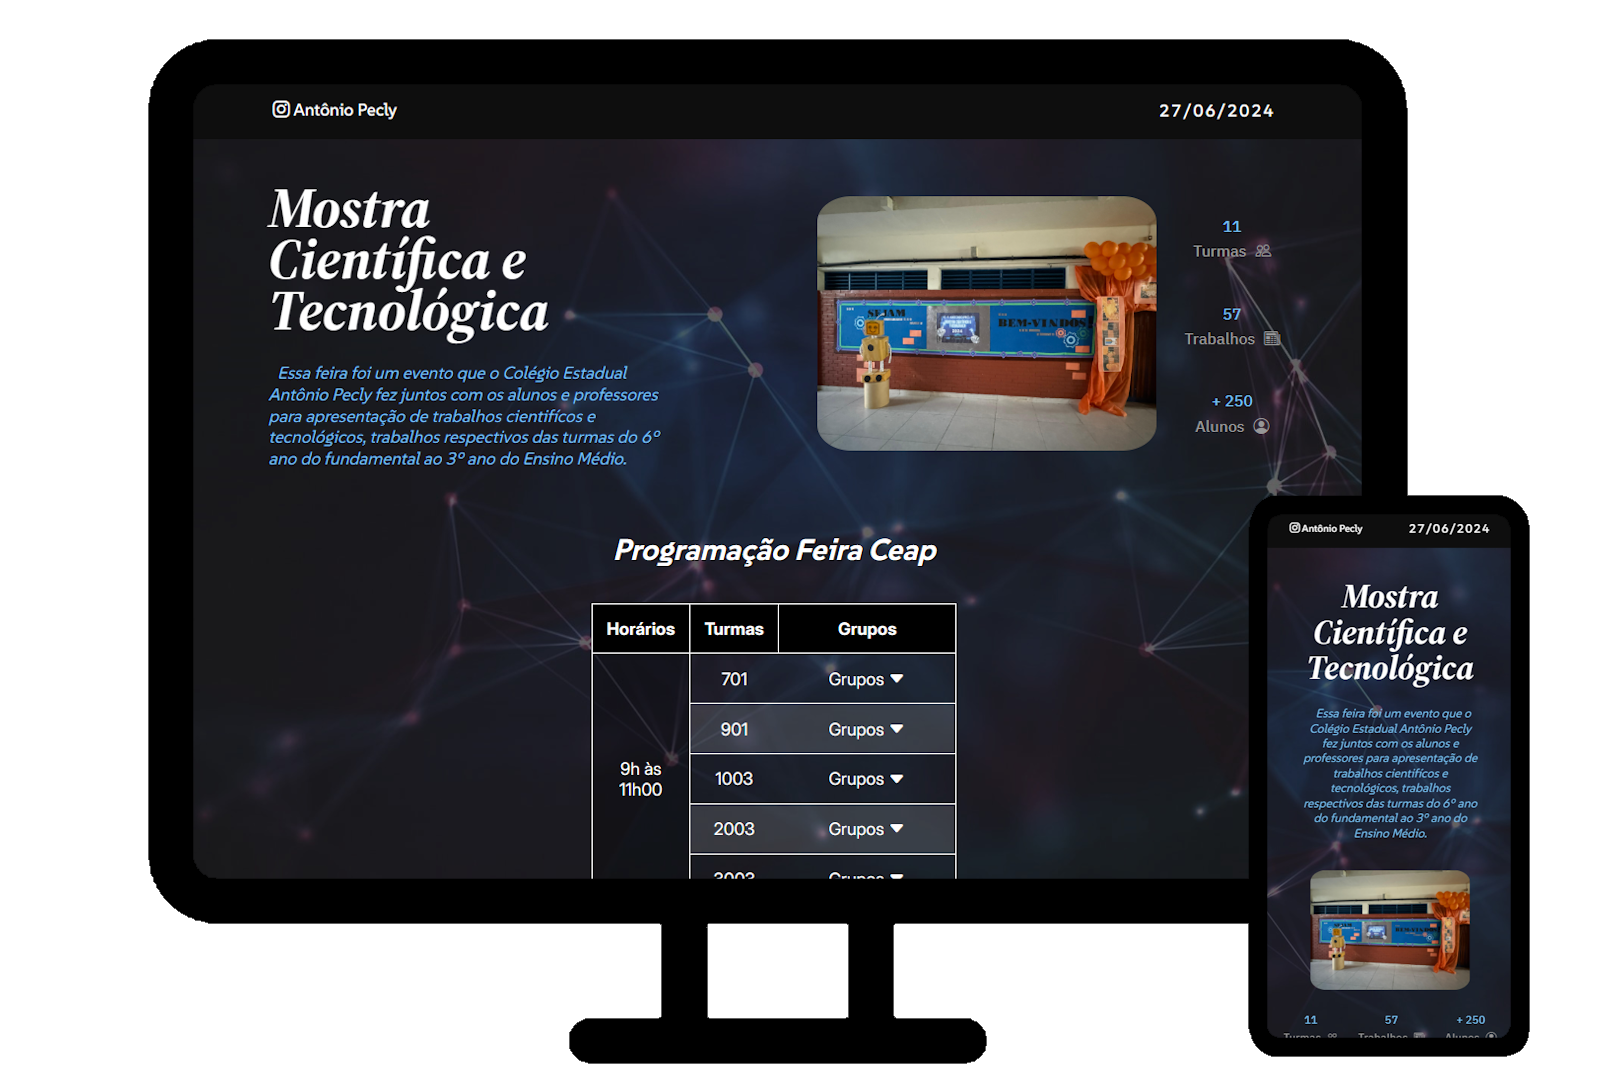 Antônio Pecly
27/06/2024
Mostra
Científica e
Tecnológica
Essa feira foi um evento que o Colégio Estadual
Antônio Pecly fez juntos com os alunos e professores
para apresentação de trabalhos científicos e
tecnológicos, trabalhos respectivos das turmas do 6º
ano do fundamental ao 3º ano do Ensino Médio.
SEJAM
BEM-VINDOS
11
Turmas
57
Trabalhos
+ 250
Alunos
Programação Feira Ceap
Horários Turmas Grupos
9h às
11h00
701 Grupos
901 Grupos
1003 Grupos
2003 Grupos
3003 Grupos
Antônio Pecly
27/06/2024
Mostra
Científica e
Tecnológica
Essa feira foi um evento que o
Colégio Estadual Antônio Pecly
fez juntos com os alunos e
professores para apresentação de
trabalhos científicos e
tecnológicos, trabalhos
respectivos das turmas do 6º ano
do fundamental ao 3º ano do
Ensino Médio.
11 57 + 250
Turmas Trabalhos Alunos